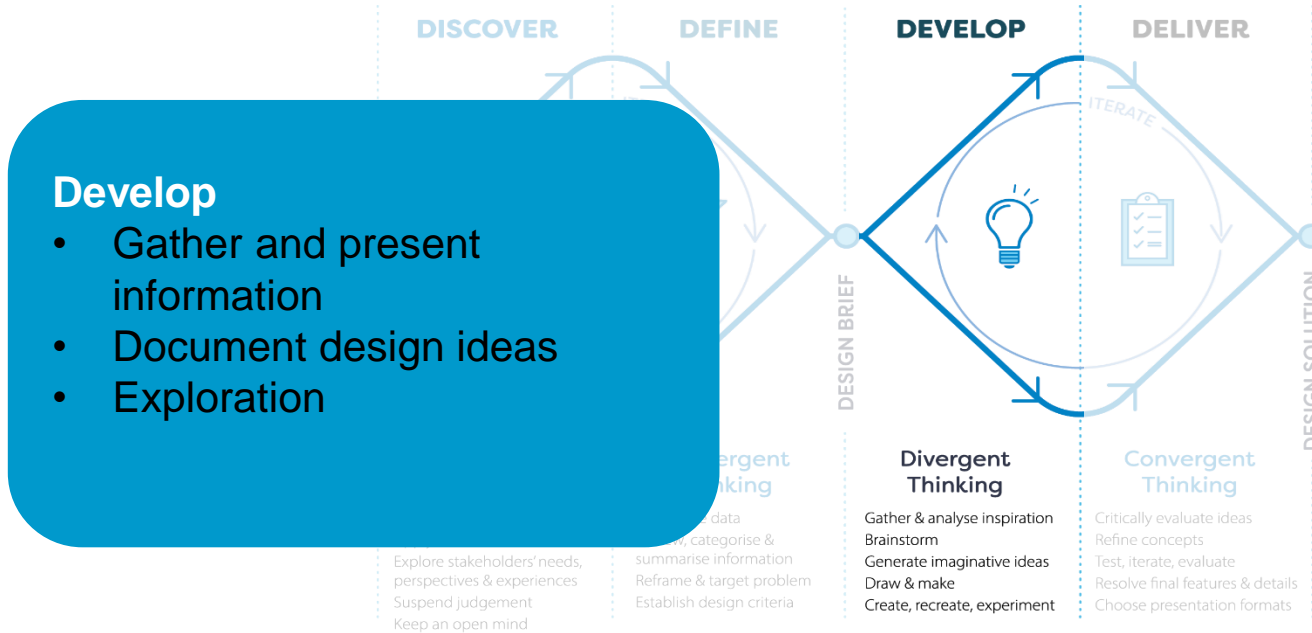 DISCOVER
DEFINE
DEVELOP
DELIVER
ITERATE
Develop
• Gather and present
information
• Document design ideas
• Exploration
DESIGN BRIEF
DESIGN SOLUTION
Divergent
Thinking
Convergent
Thinking
data
categorise &
summarise information
Reframe & target problem
Establish design criteria
Explore stakeholders' needs,
perspectives & experiences
Suspend judgement
Keep an open mind
Gather & analyse inspiration
Brainstorm
Generate imaginative ideas
Draw & make
Create, recreate, experiment
Critically evaluate ideas
Refine concepts
Test, iterate, evaluate
Resolve final features & details
Choose presentation formats